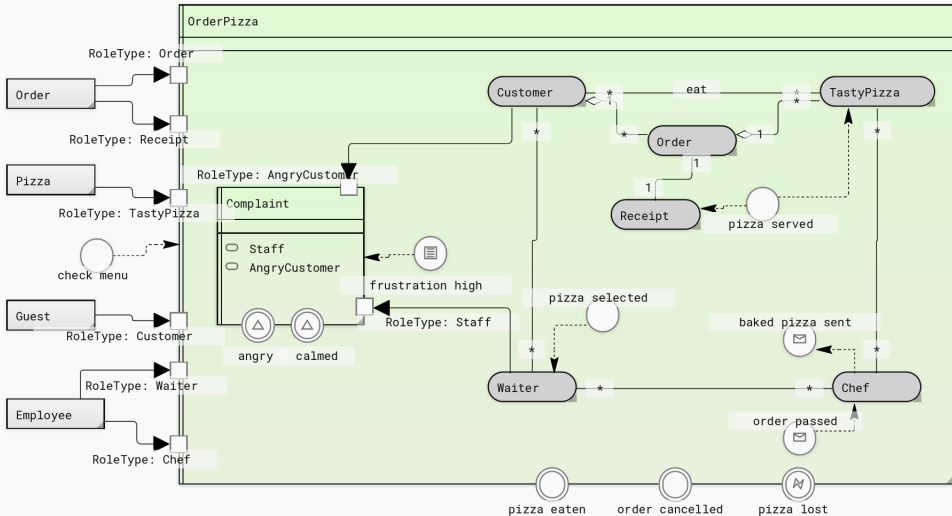 OrderPizza
RoleType: Order
Order
RoleType: Receipt
Pizza
RoleType: TastyPizza
check menu
Guest
RoleType: Customer
RoleType: Waiter
Employee
RoleType: Chef
RoleType: AngryCustomer
Complaint
Staff
AngryCustomer
frustration high
RoleType: Staff
angry
calmed
Customer
*
1
*
eat
*
*
TastyPizza
*
*
Order
1
*
1
1
Receipt
pizza served
pizza selected
baked pizza sent
*
*
Waiter
*
*
Chef
order passed
pizza eaten
order cancelled
pizza lost